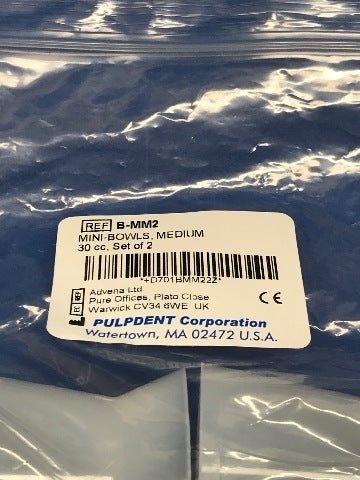 REF B-MM2
MINI-BOWLS, MEDIUM
30 cc, Set of 2
*+D701BMM22Z*
EC REP
Advena Ltd
Pure Offices, Plato Close
Warwick CV34 6WE UK
CE
PULPDENT Corporation
Watertown, MA 02472 U.S.A.